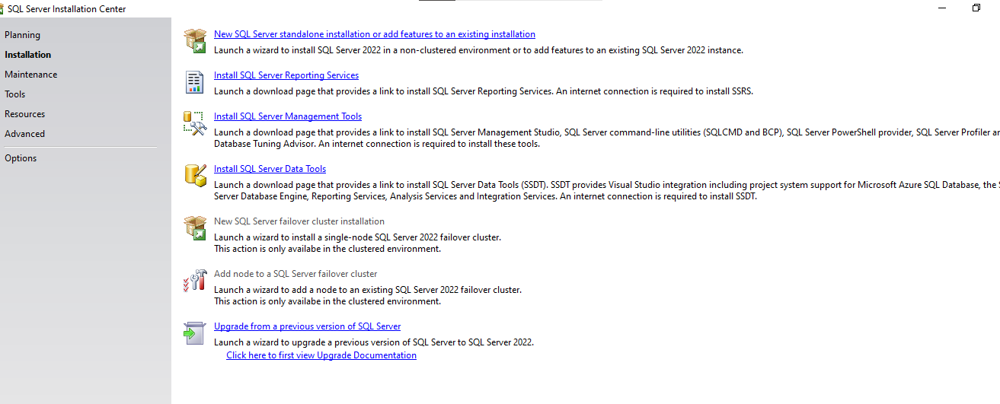 SQL Server Installation Center
Planning
Installation
Maintenance
Tools
Resources
Advanced
Options
New SQL Server standalone installation or add features to an existing installation
Launch a wizard to install SQL Server 2022 in a non-clustered environment or to add features to an existing SQL Server 2022 instance.
Install SQL Server Reporting Services
Launch a download page that provides a link to install SQL Server Reporting Services. An internet connection is required to install SSRS.
Install SQL Server Management Tools
Launch a download page that provides a link to install SQL Server Management Studio, SQL Server command-line utilities (SQLCMD and BCP), SQL Server PowerShell provider, SQL Server Profiler
Database Tuning Advisor. An internet connection is required to install these tools.
Install SQL Server Data Tools
Launch a download page that provides a link to install SQL Server Data Tools (SSDT). SSDT provides Visual Studio integration including project system support for Microsoft Azure SQL Database, the
Server Database Engine, Reporting Services, Analysis Services and Integration Services. An internet connection is required to install SSDT.
New SQL Server failover cluster installation
Launch a wizard to install a single-node SQL Server 2022 failover cluster.
This action is only availabe in the clustered environment.
Add node to a SQL Server failover cluster
Launch a wizard to add a node to an existing SQL Server 2022 failover cluster.
This action is only availabe in the clustered environment.
Upgrade from a previous version of SQL Server
Launch a wizard to upgrade a previous version of SQL Server to SQL Server 2022.
Click here to first view Upgrade Documentation